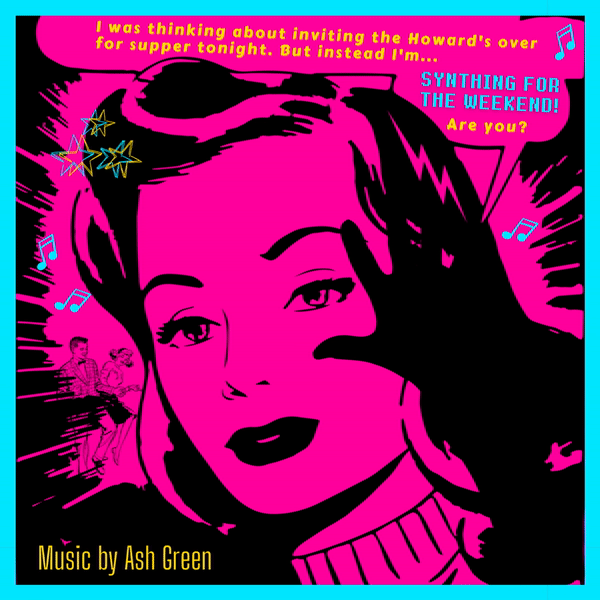 I was thinking about inviting the Howard's over
for supper tonight. But instead I'm...
SYNTHING FOR
THE WEEKEND!
Are you?
Music by Ash Green